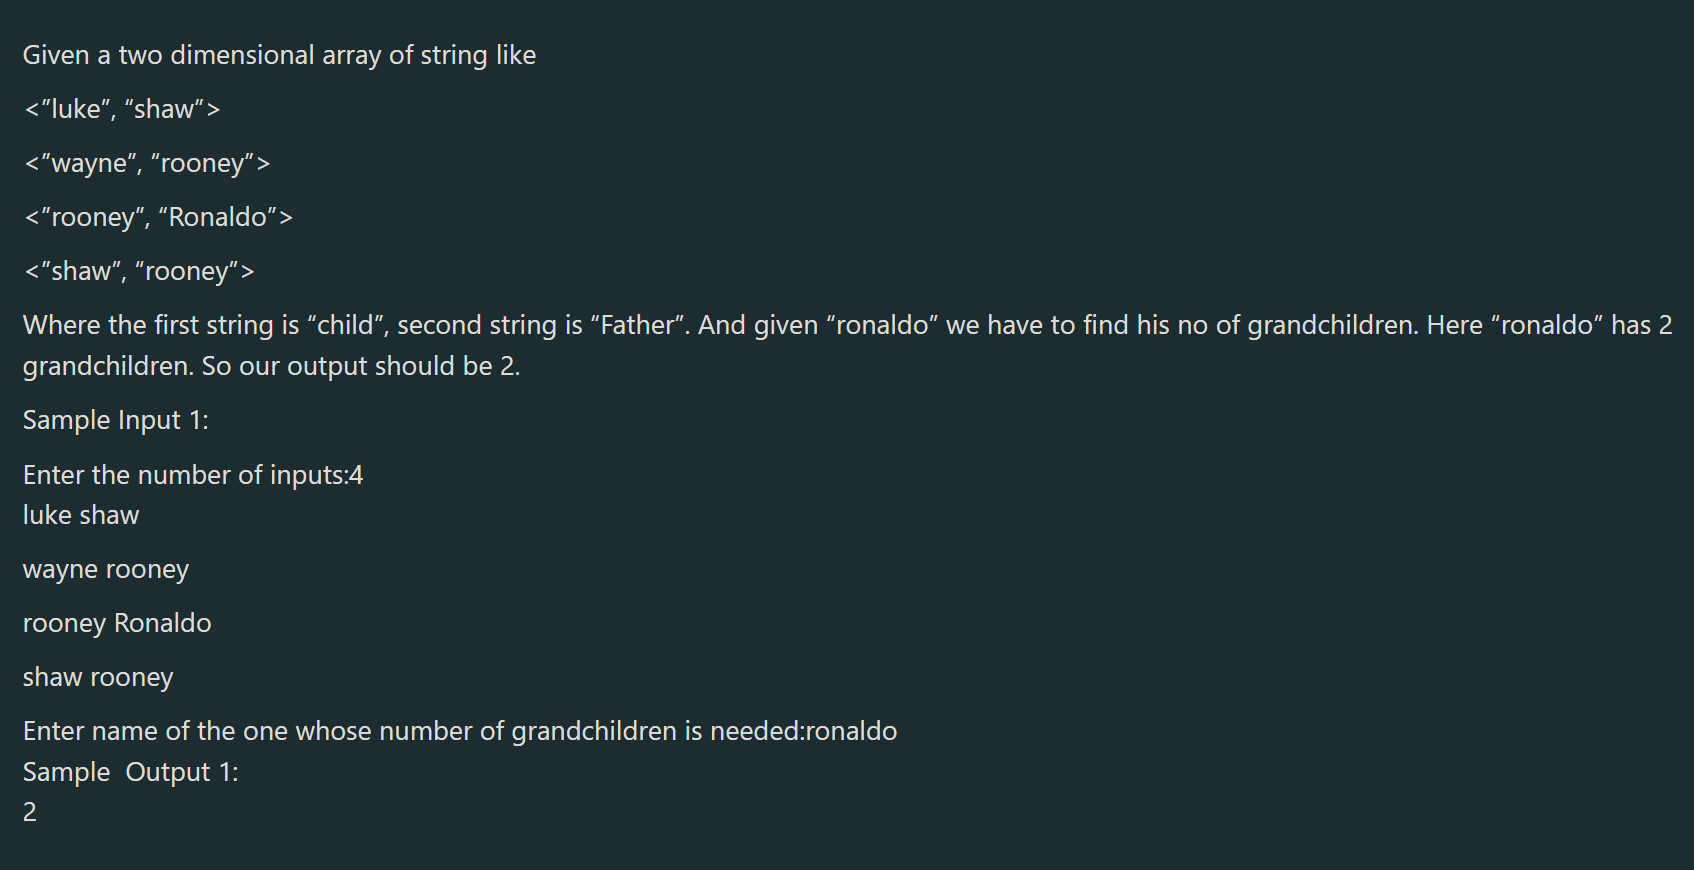 Given a two dimensional array of string like
<”luke”, “shaw”>
<”wayne”, “rooney”>
<”rooney”, “Ronaldo”>
<”shaw”, “rooney”>
Where the first string is “child”, second string is “Father”. And given “ronaldo” we have to find his no of grandchildren. Here “ronaldo” has 2
grandchildren. So our output should be 2.
Sample Input 1:
Enter the number of inputs:4
luke shaw
wayne rooney
rooney Ronaldo
shaw rooney
Enter name of the one whose number of grandchildren is needed:ronaldo
Sample  Output 1:
2